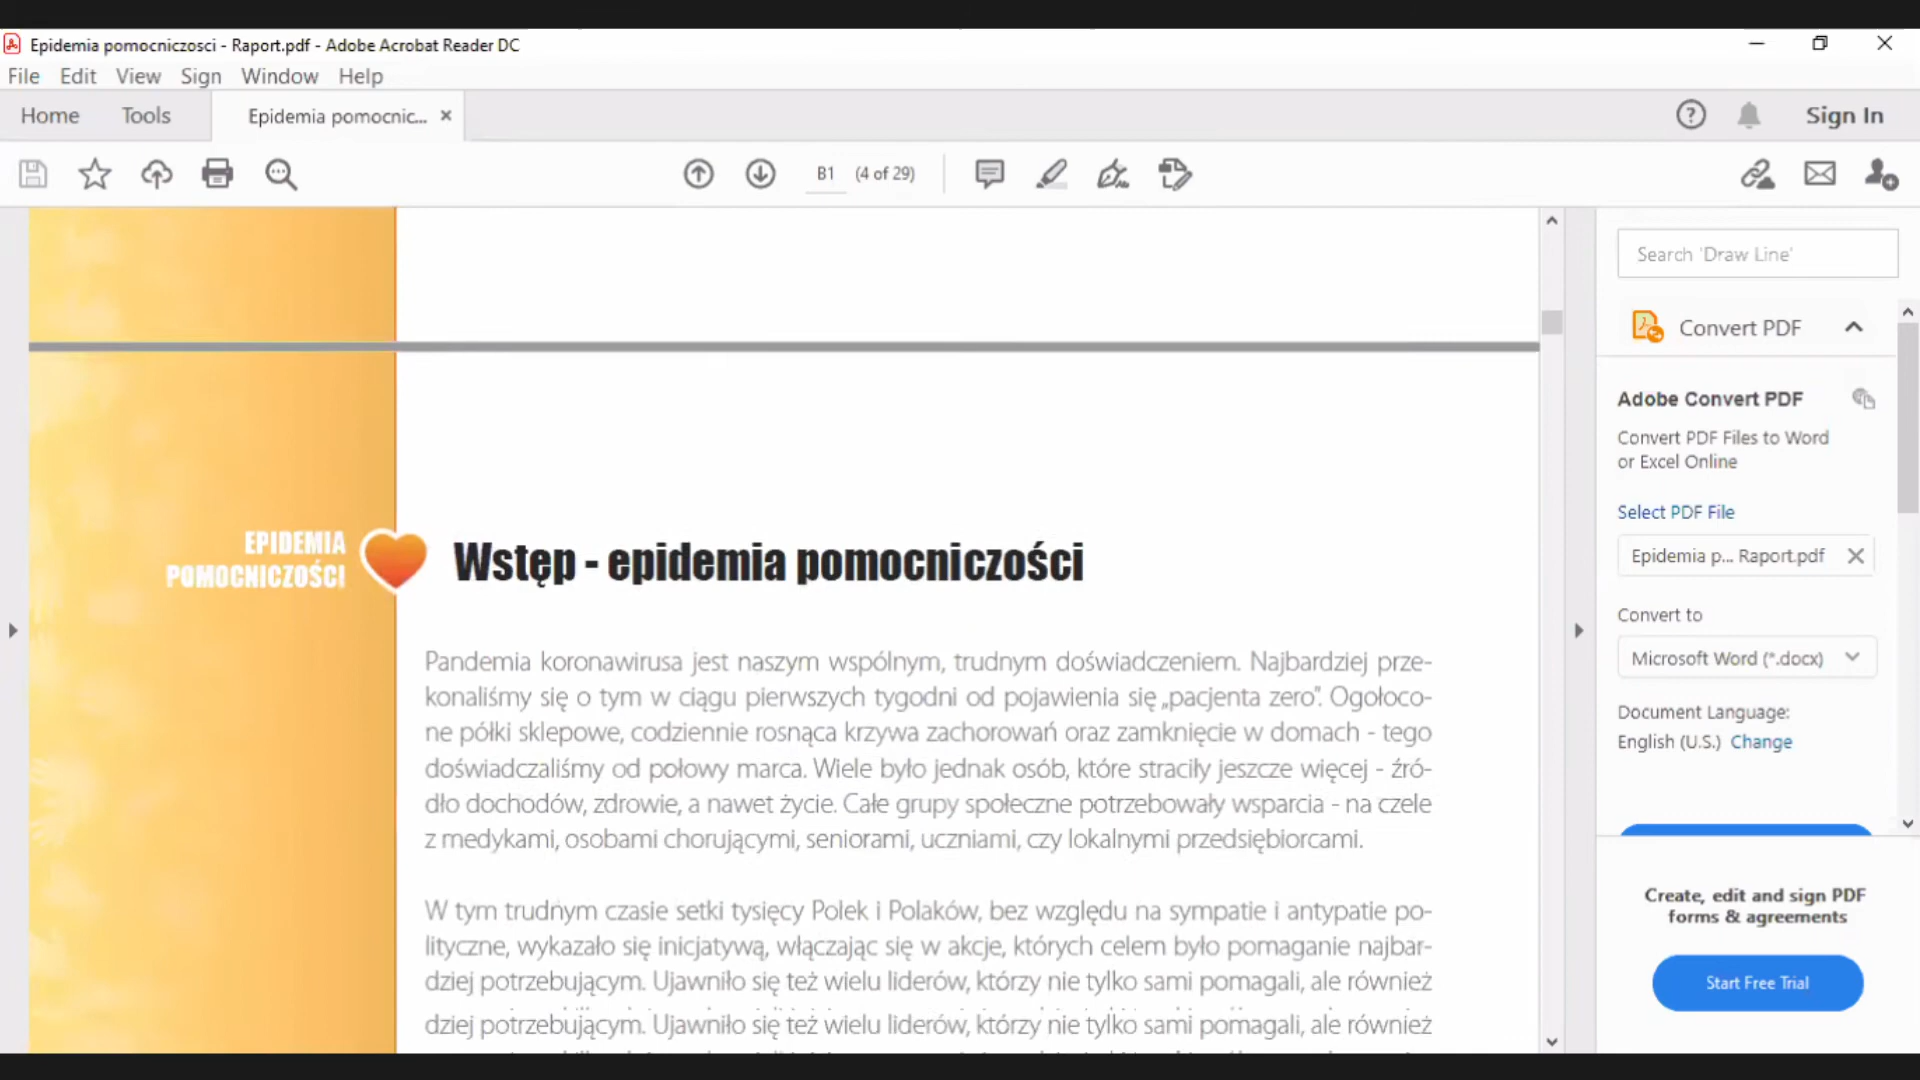 Epidemia pomocniczosci - Raport.pdf - Adobe Acrobat Reader DC
File Edit View Sign Window Help
Home Tools Epidemia pomocnic... Sign In
B1 (4 of 29)
Search 'Draw Line'
Convert PDF
Adobe Convert PDF
Convert PDF Files to Word
or Excel Online
Select PDF File
Epidemia p... Raport.pdf
Convert to
Microsoft Word (*.docx)
Document Language:
English (U.S.) Change
Create, edit and sign PDF
forms & agreements
Start Free Trial
EPIDEMIA
POMOCNICZOŚCI
Wstęp - epidemia pomocniczości
Pandemia koronawirusa jest naszym wspólnym, trudnym doświadczeniem. Najbardziej prze-
konaliśmy się o tym w ciągu pierwszych tygodni od pojawienia się „pacjenta zero”. Ogołoco-
ne półki sklepowe, codziennie rosnąca krzywa zachorowań oraz zamknięcie w domach - tego
doświadczaliśmy od połowy marca. Wiele było jednak osób, które straciły jeszcze więcej - źró-
dło dochodów, zdrowie, a nawet życie. Całe grupy społeczne potrzebowały wsparcia - na czele
z medykami, osobami chorującymi, seniorami, uczniami, czy lokalnymi przedsiębiorcami.
W tym trudnym czasie setki tysięcy Polek i Polaków, bez względu na sympatie i antypatie po-
lityczne, wykazało się inicjatywą, włączając się w akcje, których celem było pomaganie najbar-
dziej potrzebującym. Ujawniło się też wielu liderów, którzy nie tylko sami pomagali, ale również
dziej potrzebującym. Ujawniło się też wielu liderów, którzy nie tylko sami pomagali, ale również